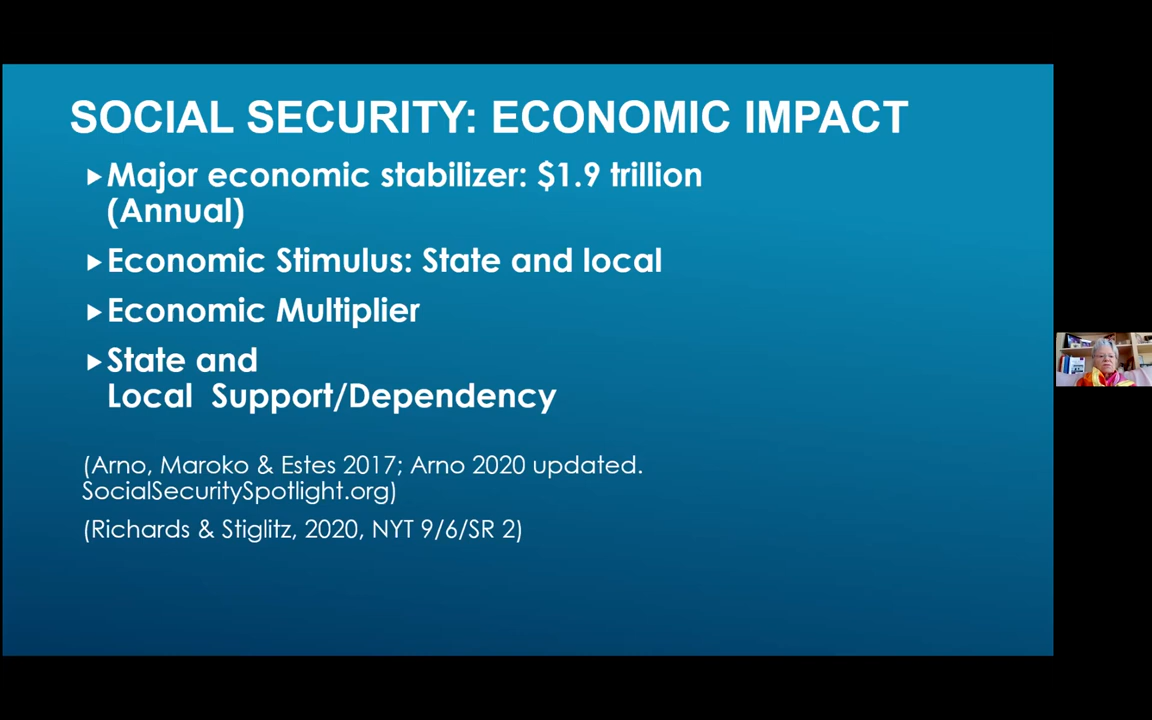 SOCIAL SECURITY: ECONOMIC IMPACT
Major economic stabilizer: $1.9 trillion
(Annual)
Economic Stimulus: State and local
Economic Multiplier
State and
Local Support/Dependency
(Arno, Maroko & Estes 2017; Arno 2020 updated.
SocialSecuritySpotlight.org)
(Richards & Stiglitz, 2020, NYT 9/6/SR 2)